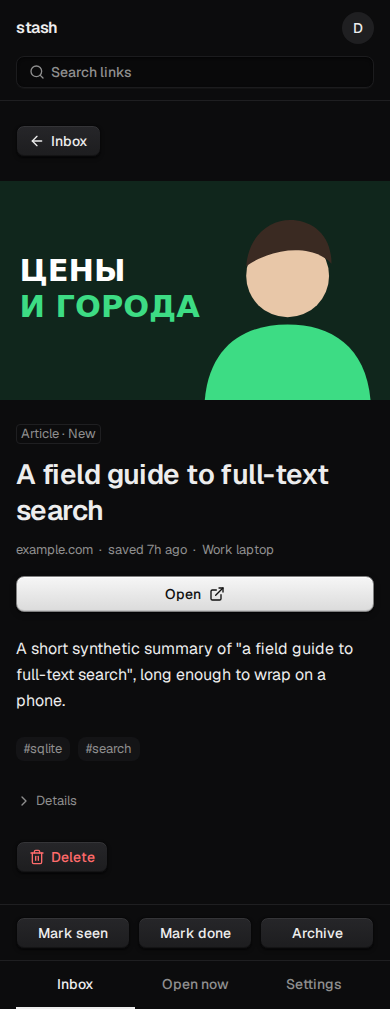 stash
D
Search links
Inbox
ЦЕНЫ
И ГОРОДА
Article · New
A field guide to full-text
search
example.com · saved 7h ago · Work laptop
Open
A short synthetic summary of "a field guide to
full-text search", long enough to wrap on a
phone.
#sqlite #search
Details
Delete
Mark seen Mark done Archive
Inbox Open now Settings